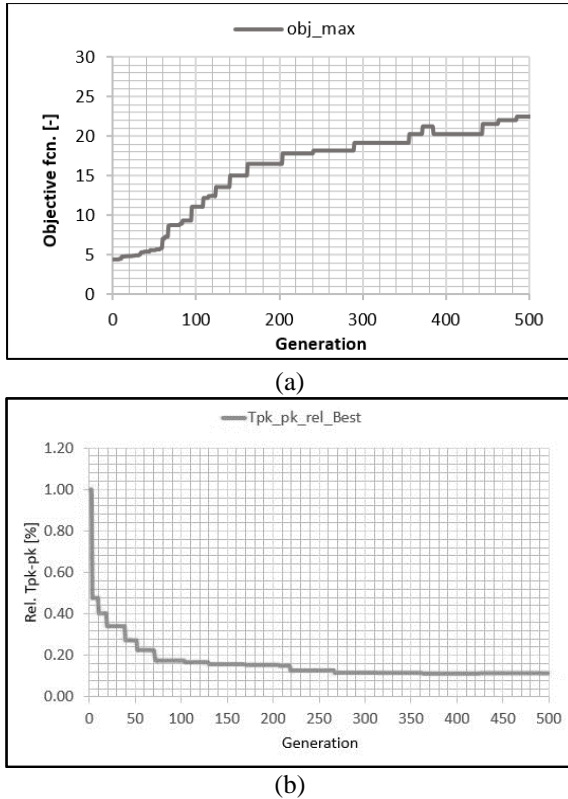 obj_max
30
25
20
15
10
5
0
Objective fcn. [-]
0 100 200 300 400 500
Generation
(a)
Tpk_pk_rel_Best
1.20
1.00
0.80
0.60
0.40
0.20
0.00
Rel. Tpk-pk [%]
0 50 100 150 200 250 300 350 400 450 500
Generation
(b)